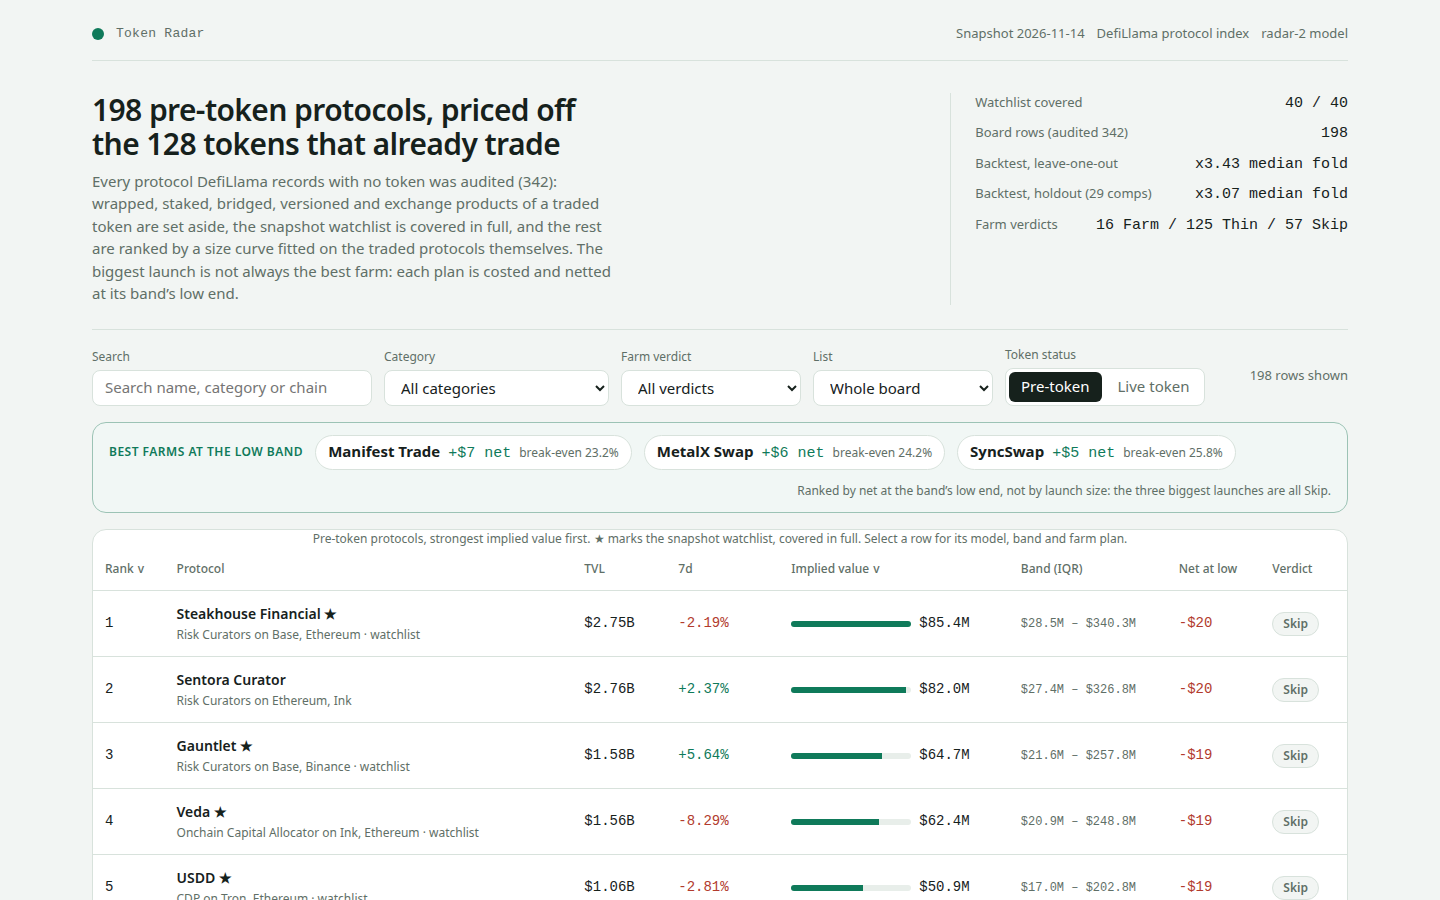 Token Radar
Snapshot 2026-11-14 DefiLlama protocol index radar-2 model
198 pre-token protocols, priced off
the 128 tokens that already trade
Every protocol DefiLlama records with no token was audited (342):
wrapped, staked, bridged, versioned and exchange products of a traded
token are set aside, the snapshot watchlist is covered in full, and the rest
are ranked by a size curve fitted on the traded protocols themselves. The
biggest launch is not always the best farm: each plan is costed and netted
at its band’s low end.
Watchlist covered 40 / 40
Board rows (audited 342) 198
Backtest, leave-one-out x3.43 median fold
Backtest, holdout (29 comps) x3.07 median fold
Farm verdicts 16 Farm / 125 Thin / 57 Skip
Search Category Farm verdict List Token status
Search name, category or chain All categories All verdicts Whole board Pre-token Live token 198 rows shown
BEST FARMS AT THE LOW BAND Manifest Trade +$7 net break-even 23.2% MetalX Swap +$6 net break-even 24.2% SyncSwap +$5 net break-even 25.8%
Ranked by net at the band’s low end, not by launch size: the three biggest launches are all Skip.
Pre-token protocols, strongest implied value first. ★ marks the snapshot watchlist, covered in full. Select a row for its model, band and farm plan.
Rank v Protocol TVL 7d Implied value v Band (IQR) Net at low Verdict
1 Steakhouse Financial ★ $2.75B -2.19% $85.4M $28.5M – $340.3M -$20 Skip
Risk Curators on Base, Ethereum · watchlist
2 Sentora Curator $2.76B +2.37% $82.0M $27.4M – $326.8M -$20 Skip
Risk Curators on Ethereum, Ink
3 Gauntlet ★ $1.58B +5.64% $64.7M $21.6M – $257.8M -$19 Skip
Risk Curators on Base, Binance · watchlist
4 Veda ★ $1.56B -8.29% $62.4M $20.9M – $248.8M -$19 Skip
Onchain Capital Allocator on Ink, Ethereum · watchlist
5 USDD ★ $1.06B -2.81% $50.9M $17.0M – $202.8M -$19 Skip
CDP on Tron, Ethereum · watchlist